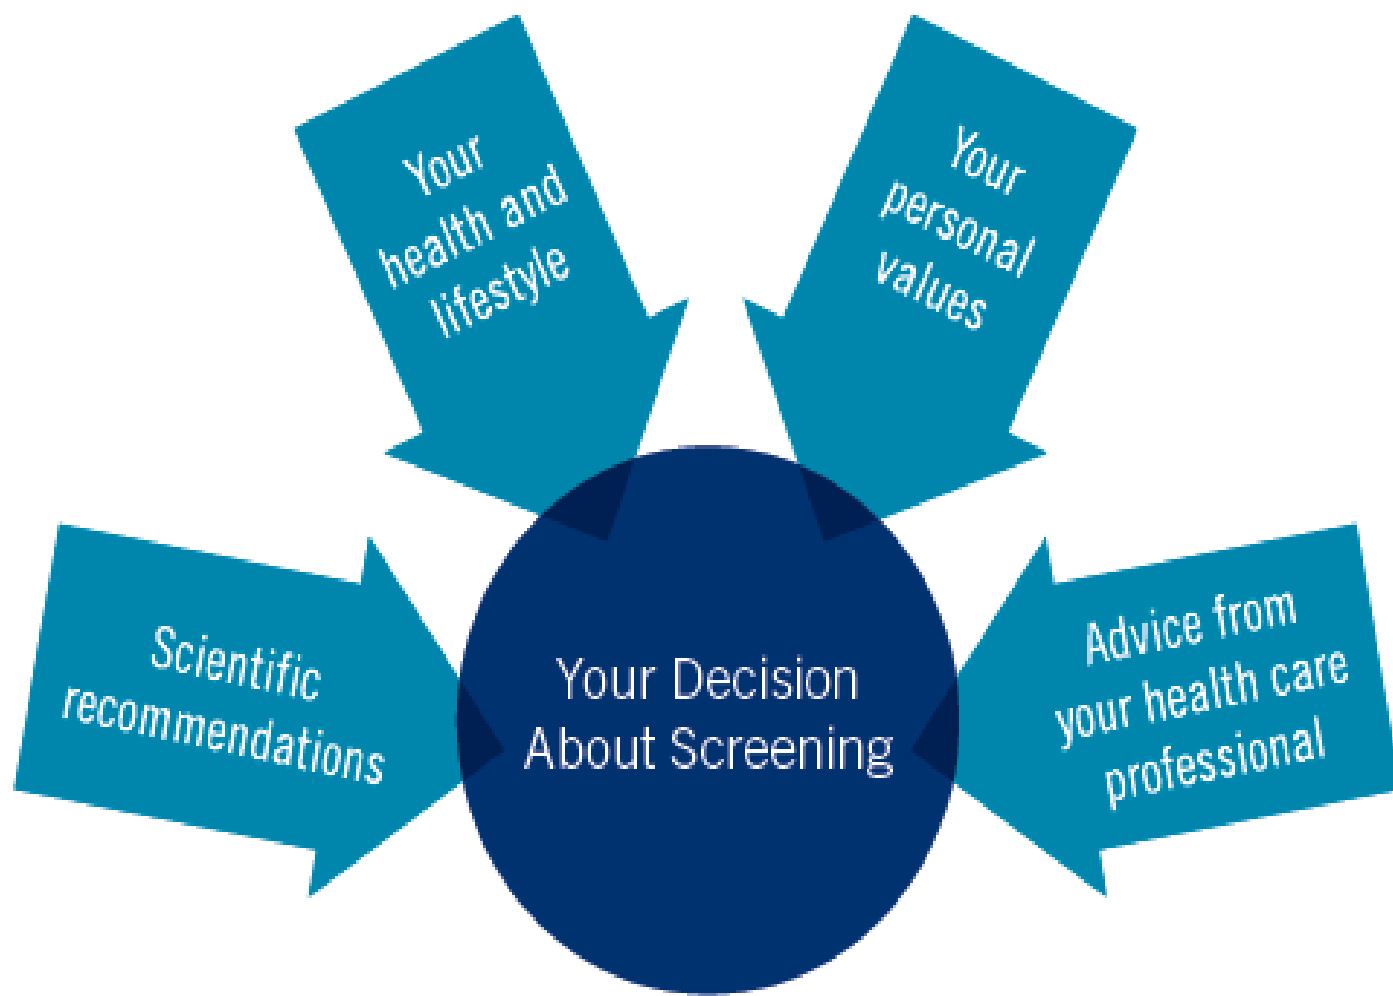 Your
health and
lifestyle
Your
personal
values
Scientific
recommendations
Your Decision
About Screening
Advice from
your health care
professional